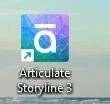 ā
Articulate
Storyline 3